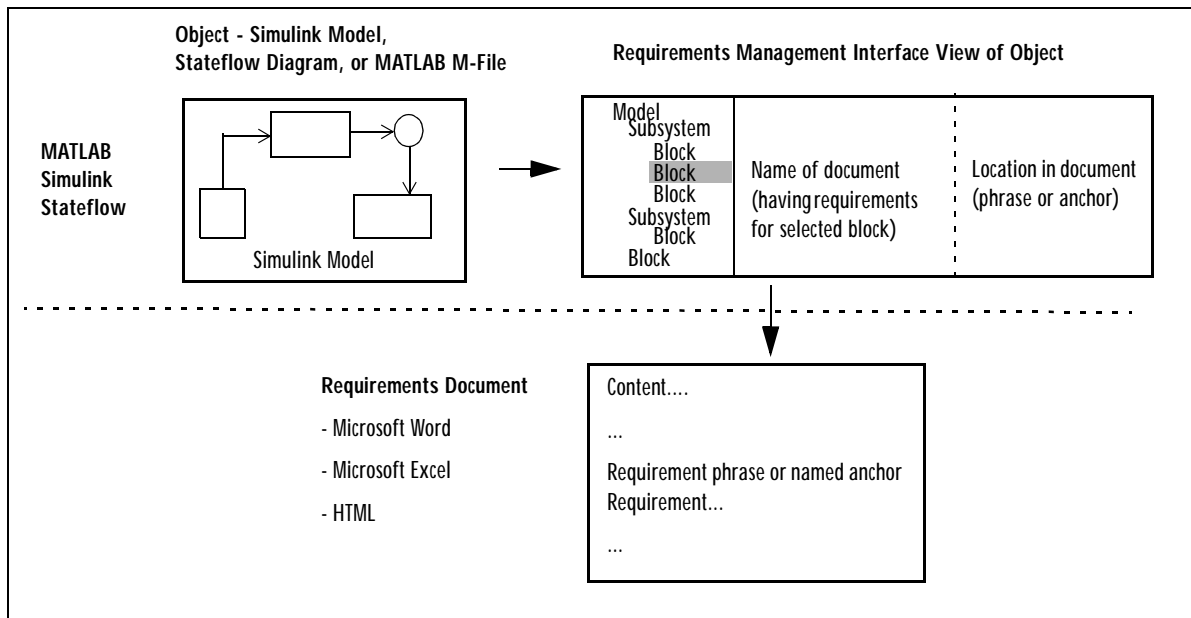 Object - Simulink Model,
Stateflow Diagram, or MATLAB M-File
Requirements Management Interface View of Object
MATLAB
Simulink
Stateflow
Simulink Model
Model
Subsystem
Block
Block
Block
Subsystem
Block
Block
Name of document
(having requirements
for selected block)
Location in document
(phrase or anchor)
Requirements Document
- Microsoft Word
- Microsoft Excel
- HTML
Content....
...
Requirement phrase or named anchor
Requirement...
...